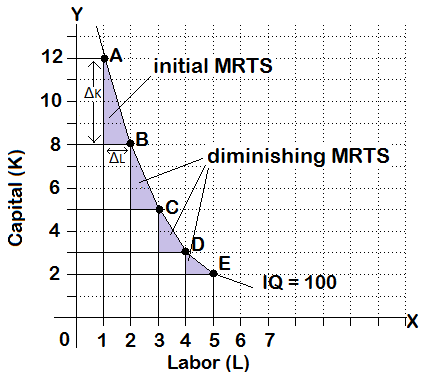 Y
12
A
initial MRTS
ΔK
10
8
B
ΔL
diminishing MRTS
6
C
4
D
E
2
IQ = 100
X
0 1 2 3 4 5 6 7
Labor (L)
Capital (K)